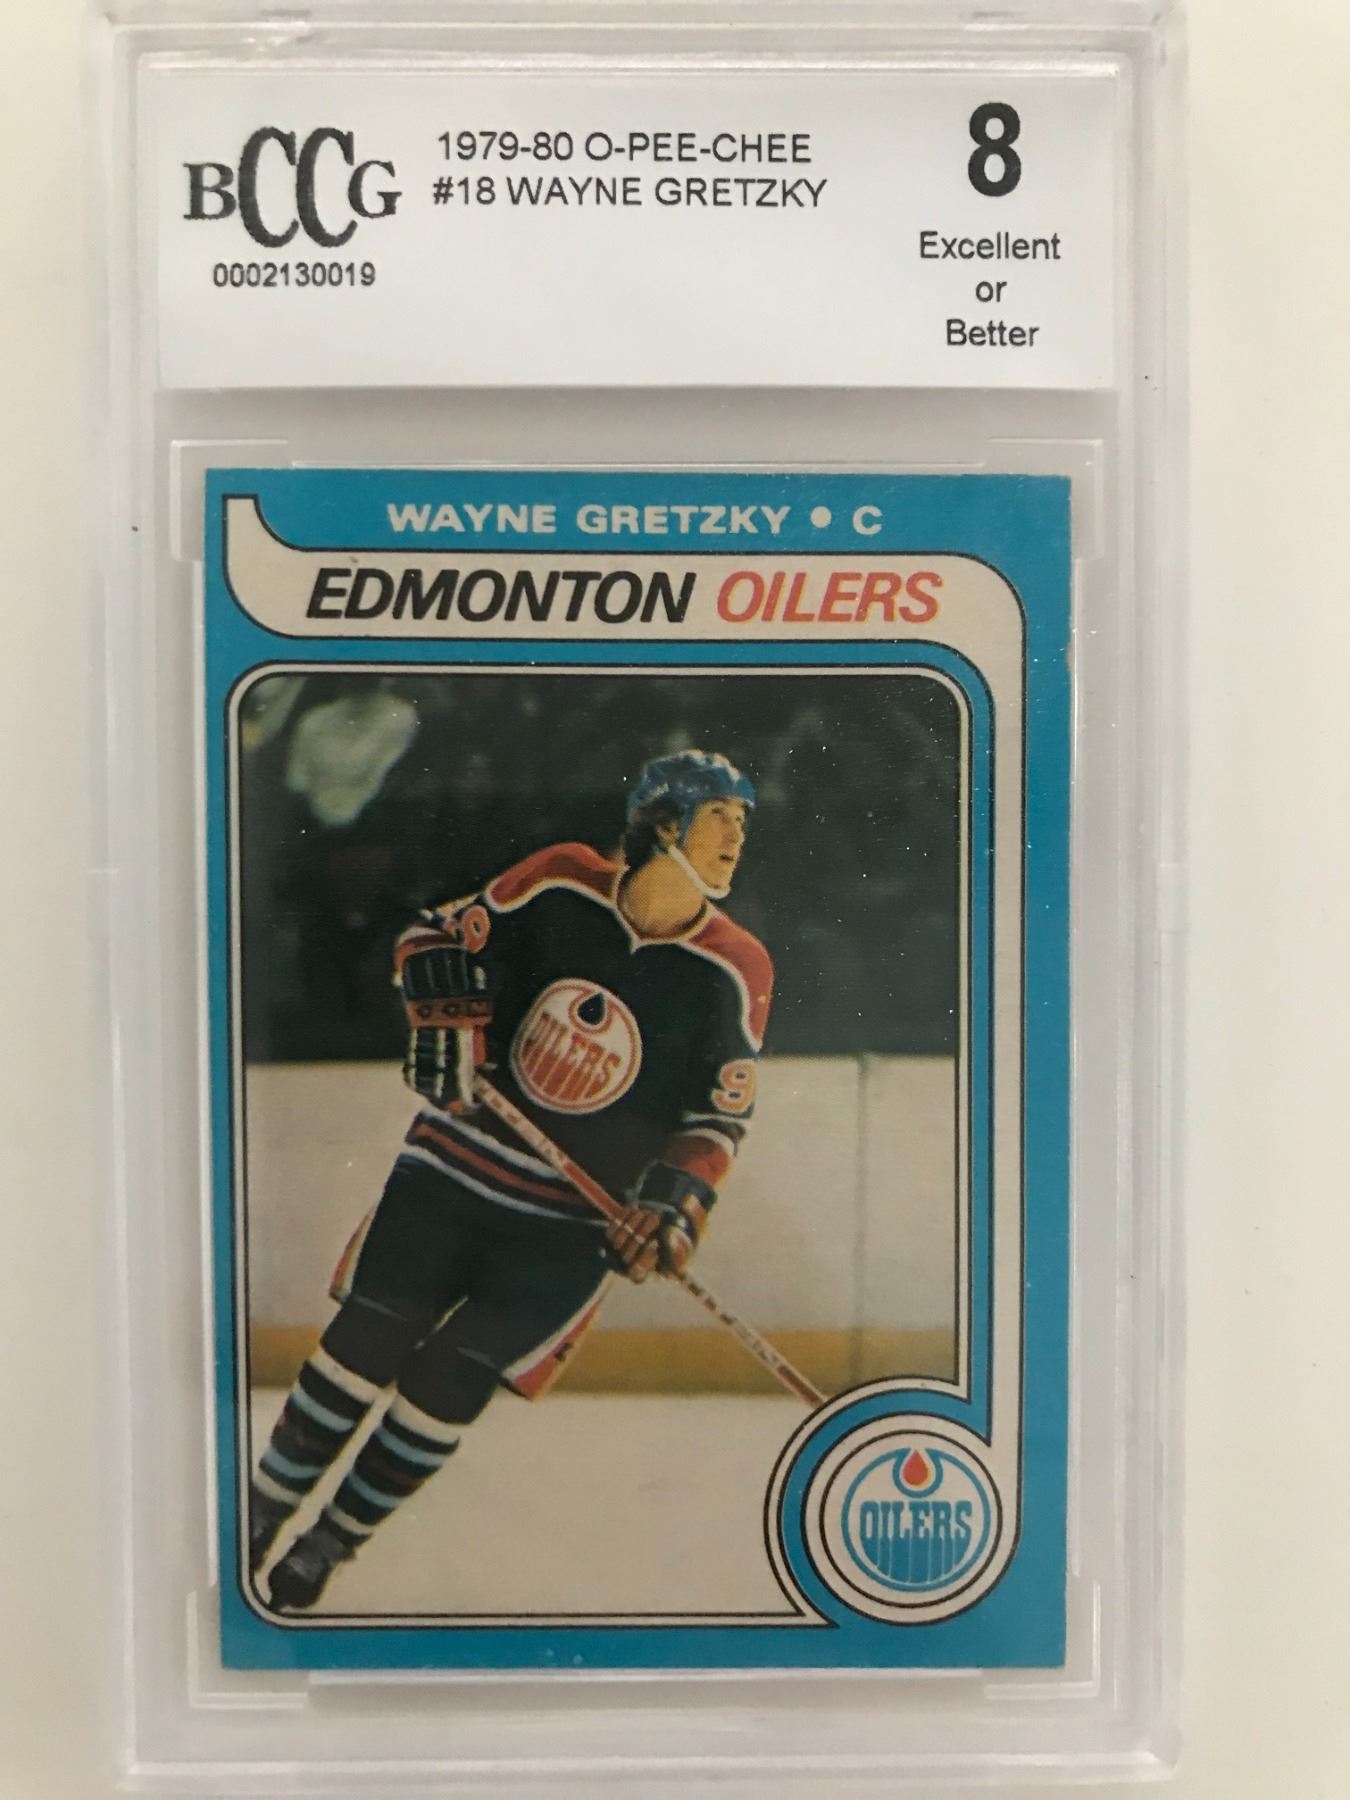 BCCG
0002130019
1979-80 O-PEE-CHEE
#18 WAYNE GRETZKY
8
Excellent
or
Better
WAYNE GRETZKY • C
EDMONTON OILERS
OILERS
9
OILERS